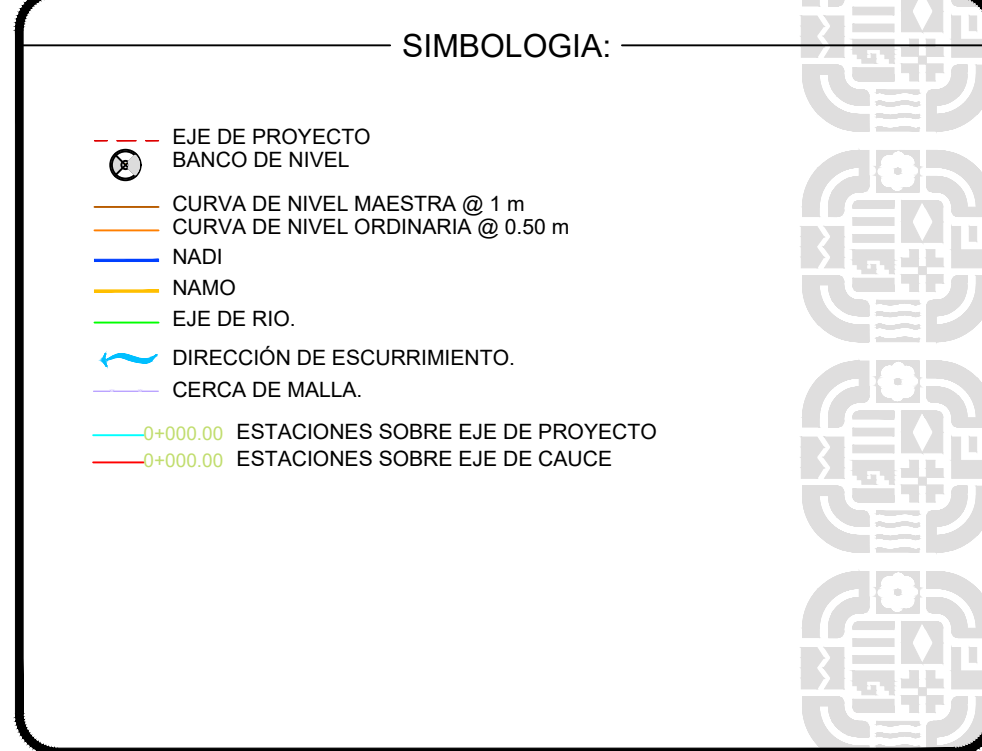 SIMBOLOGIA:
EJE DE PROYECTO
BANCO DE NIVEL
CURVA DE NIVEL MAESTRA @ 1 m
CURVA DE NIVEL ORDINARIA @ 0.50 m
NADI
NAMO
EJE DE RIO.
DIRECCIÓN DE ESCURRIMIENTO.
CERCA DE MALLA.
0+000.00 ESTACIONES SOBRE EJE DE PROYECTO
0+000.00 ESTACIONES SOBRE EJE DE CAUCE